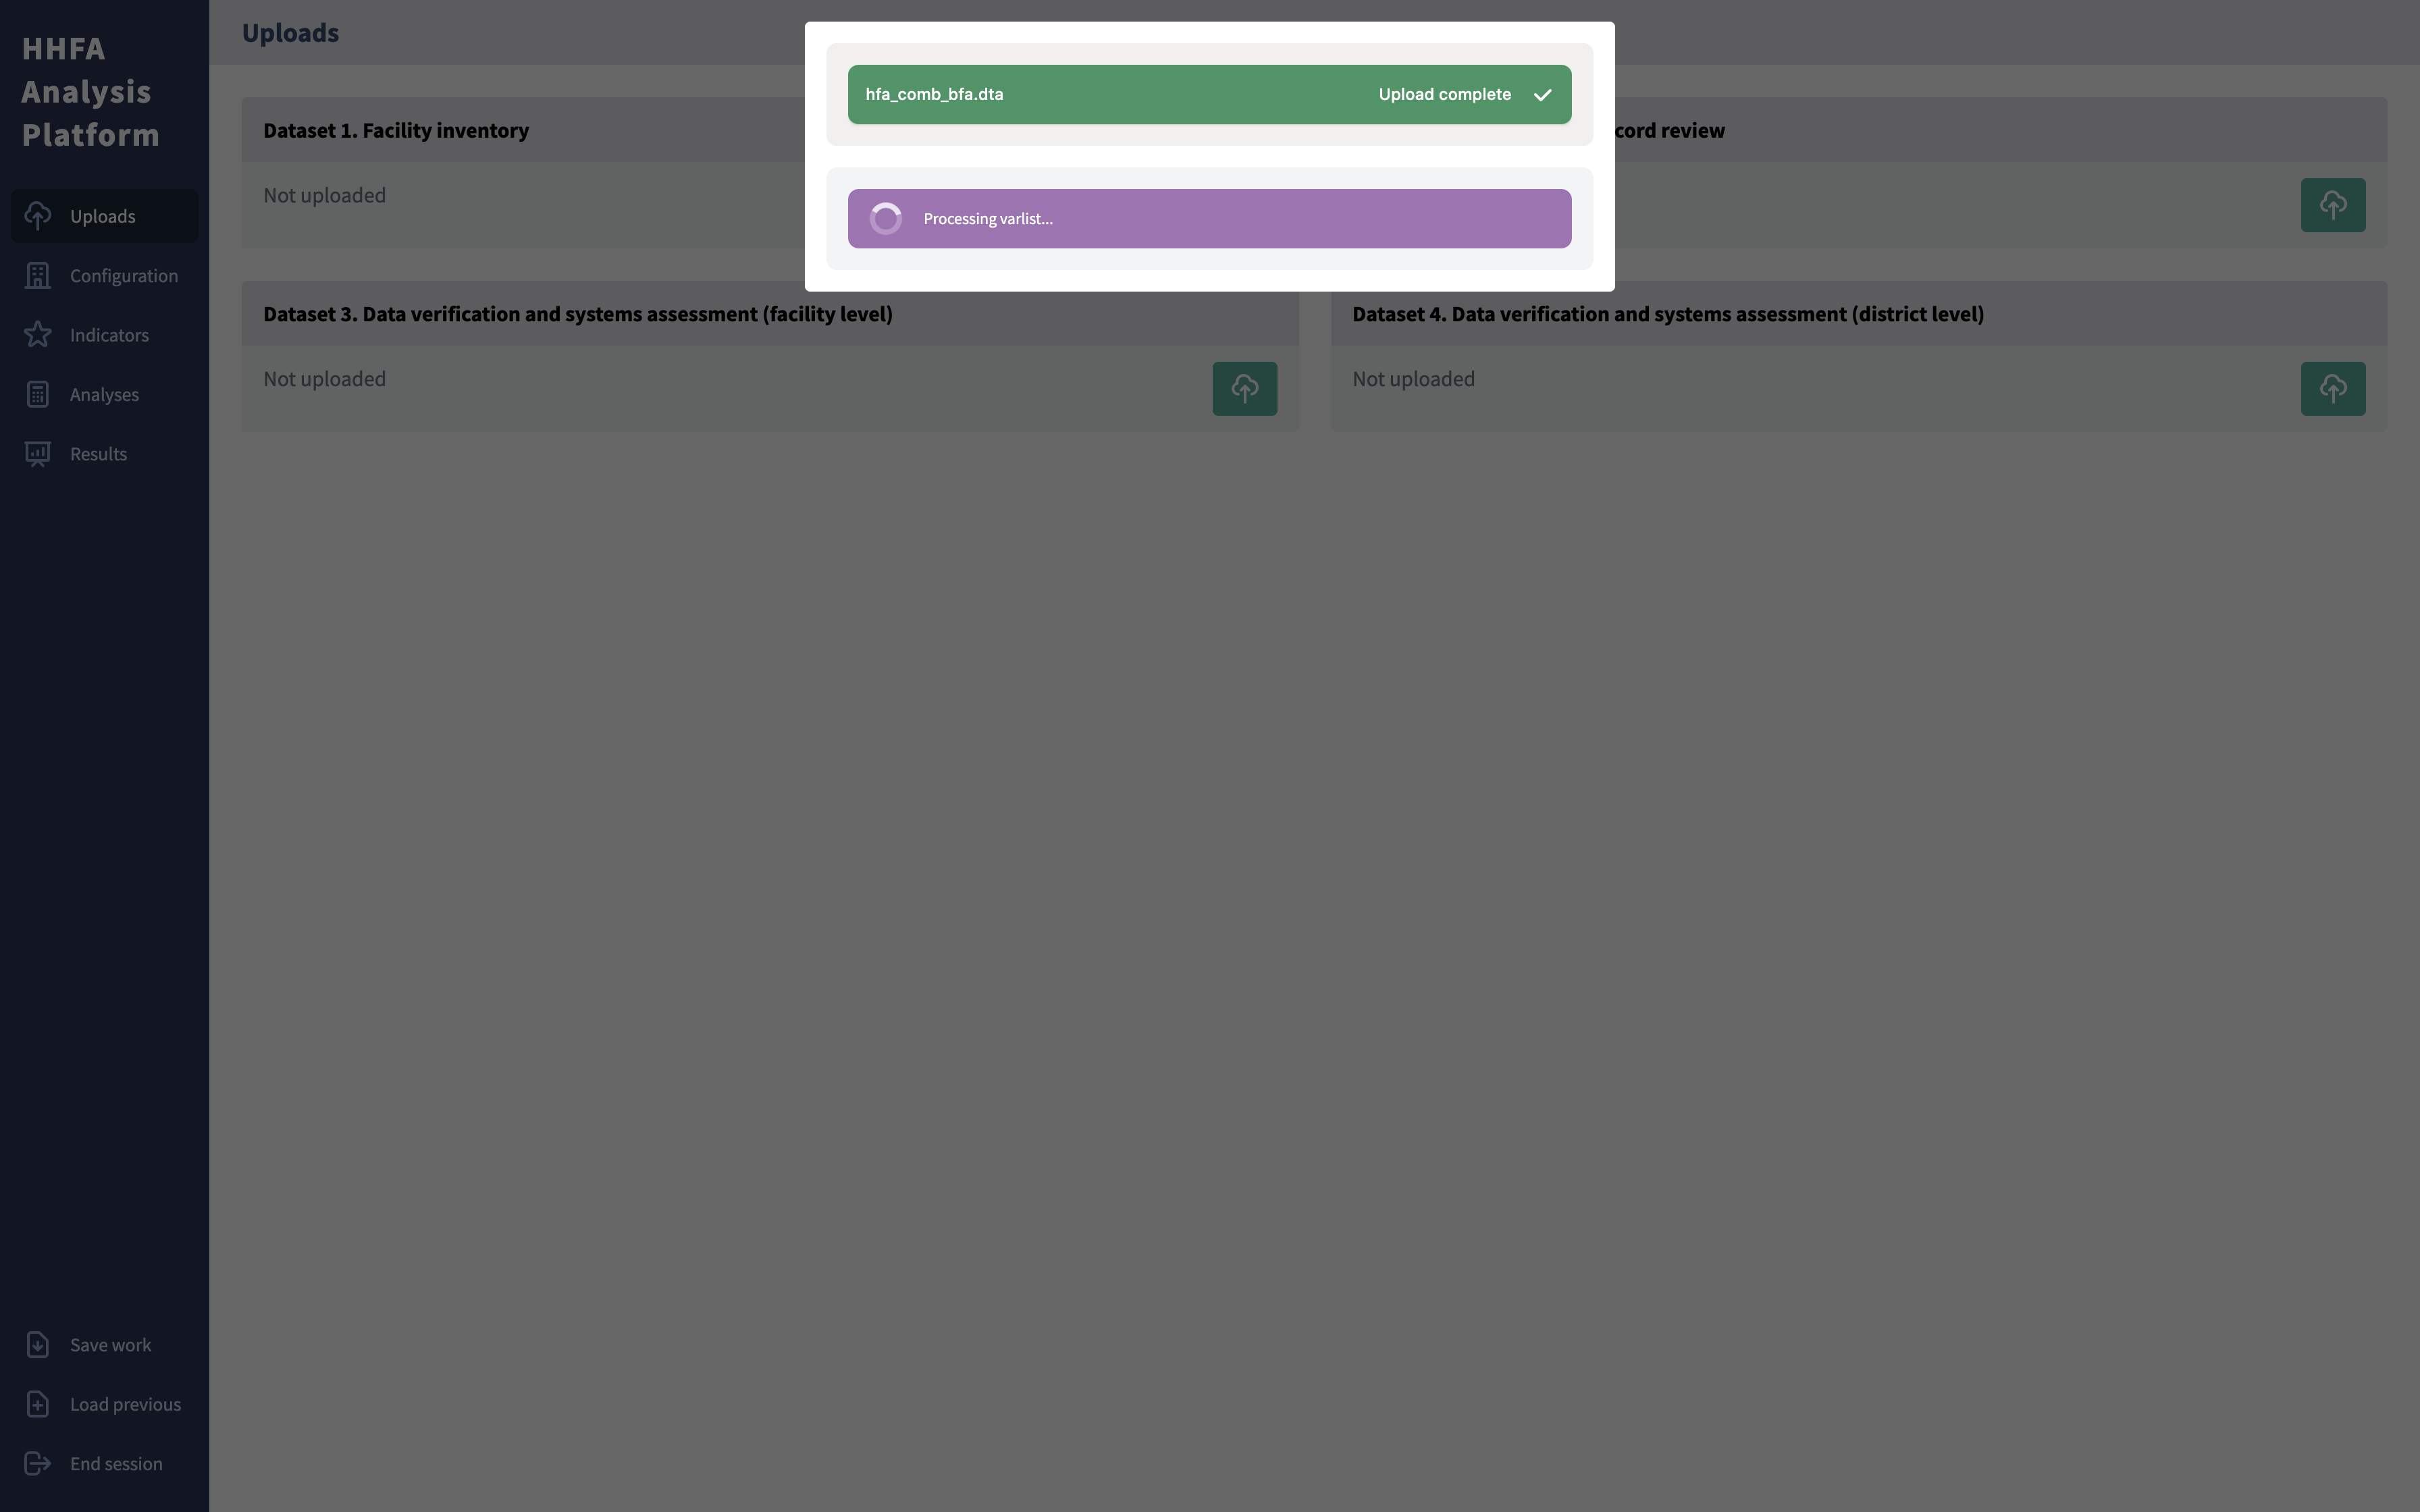 HHFA
Analysis
Platform
Uploads
Configuration
Indicators
Analyses
Results
Save work
Load previous
End session
Uploads
hfa_comb_bfa.dta Upload complete
Processing varlist...
Dataset 1. Facility inventory
Not uploaded
cord review
Dataset 3. Data verification and systems assessment (facility level)
Not uploaded
Dataset 4. Data verification and systems assessment (district level)
Not uploaded